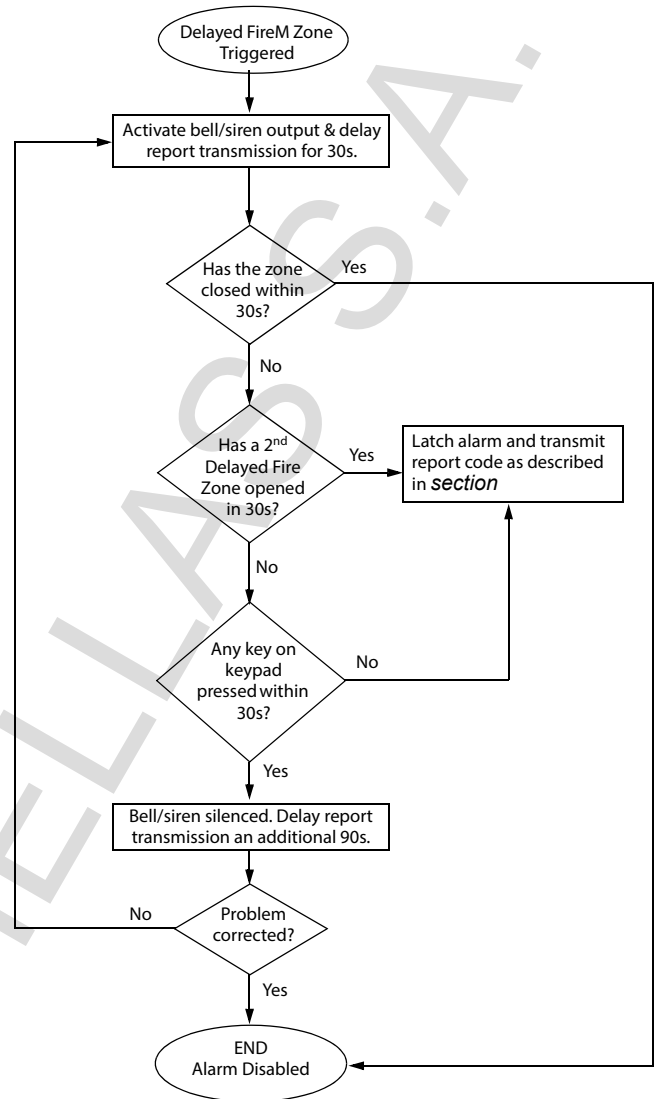 Delayed FireM Zone
Triggered
Activate bell/siren output & delay
report transmission for 30s.
Has the zone
closed within
30s?
Yes
No
Has a 2nd
Delayed Fire
Zone opened
in 30s?
Yes
Latch alarm and transmit
report code as described
in section
No
Any key on
keypad
pressed within
30s?
No
Yes
Bell/siren silenced. Delay report
transmission an additional 90s.
No
Problem
corrected?
Yes
END
Alarm Disabled
ELLAS S.A.